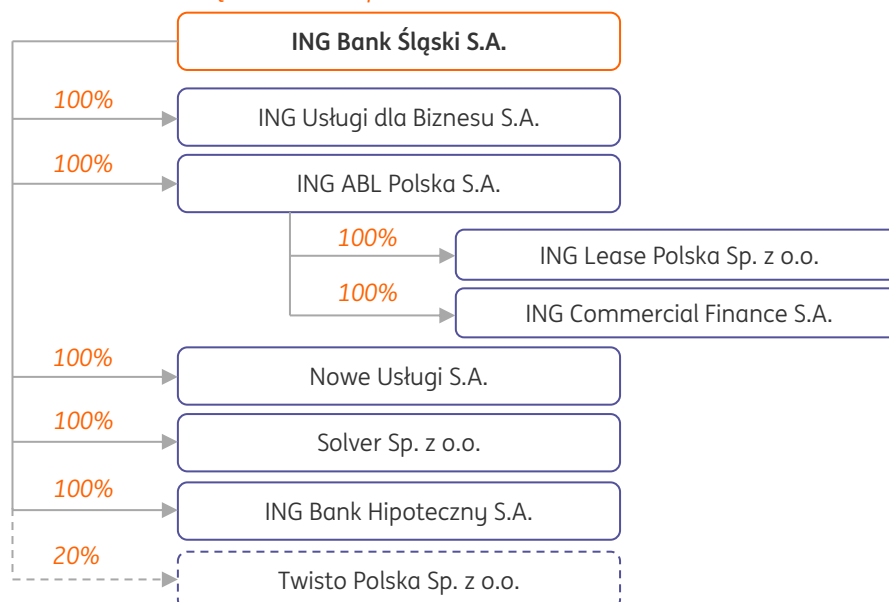 ING Bank Śląski S.A.
100%
ING Usługi dla Biznesu S.A.
100%
ING ABL Polska S.A.
100%
ING Lease Polska Sp. z o.o.
100%
ING Commercial Finance S.A.
100%
Nowe Usługi S.A.
100%
Solver Sp. z o.o.
100%
ING Bank Hipoteczny S.A.
20%
Twisto Polska Sp. z o.o.